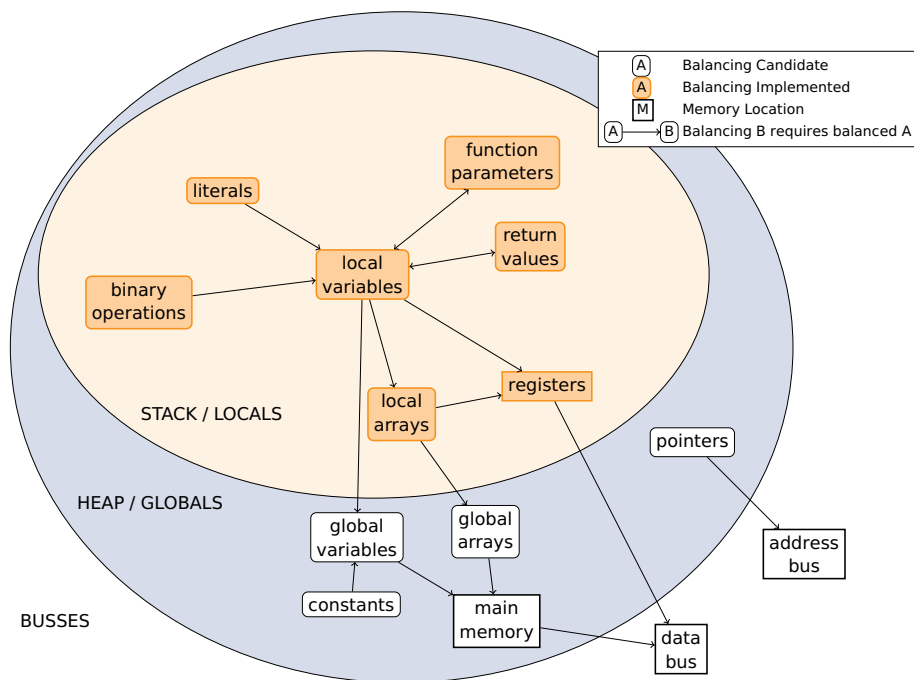 A Balancing Candidate
A Balancing Implemented
M Memory Location
A B Balancing B requires balanced A
function
parameters
literals
return
values
local
variables
binary
operations
registers
local
arrays
STACK / LOCALS
pointers
HEAP / GLOBALS
global
variables
global
arrays
address
bus
constants
main
memory
BUSSES
data
bus